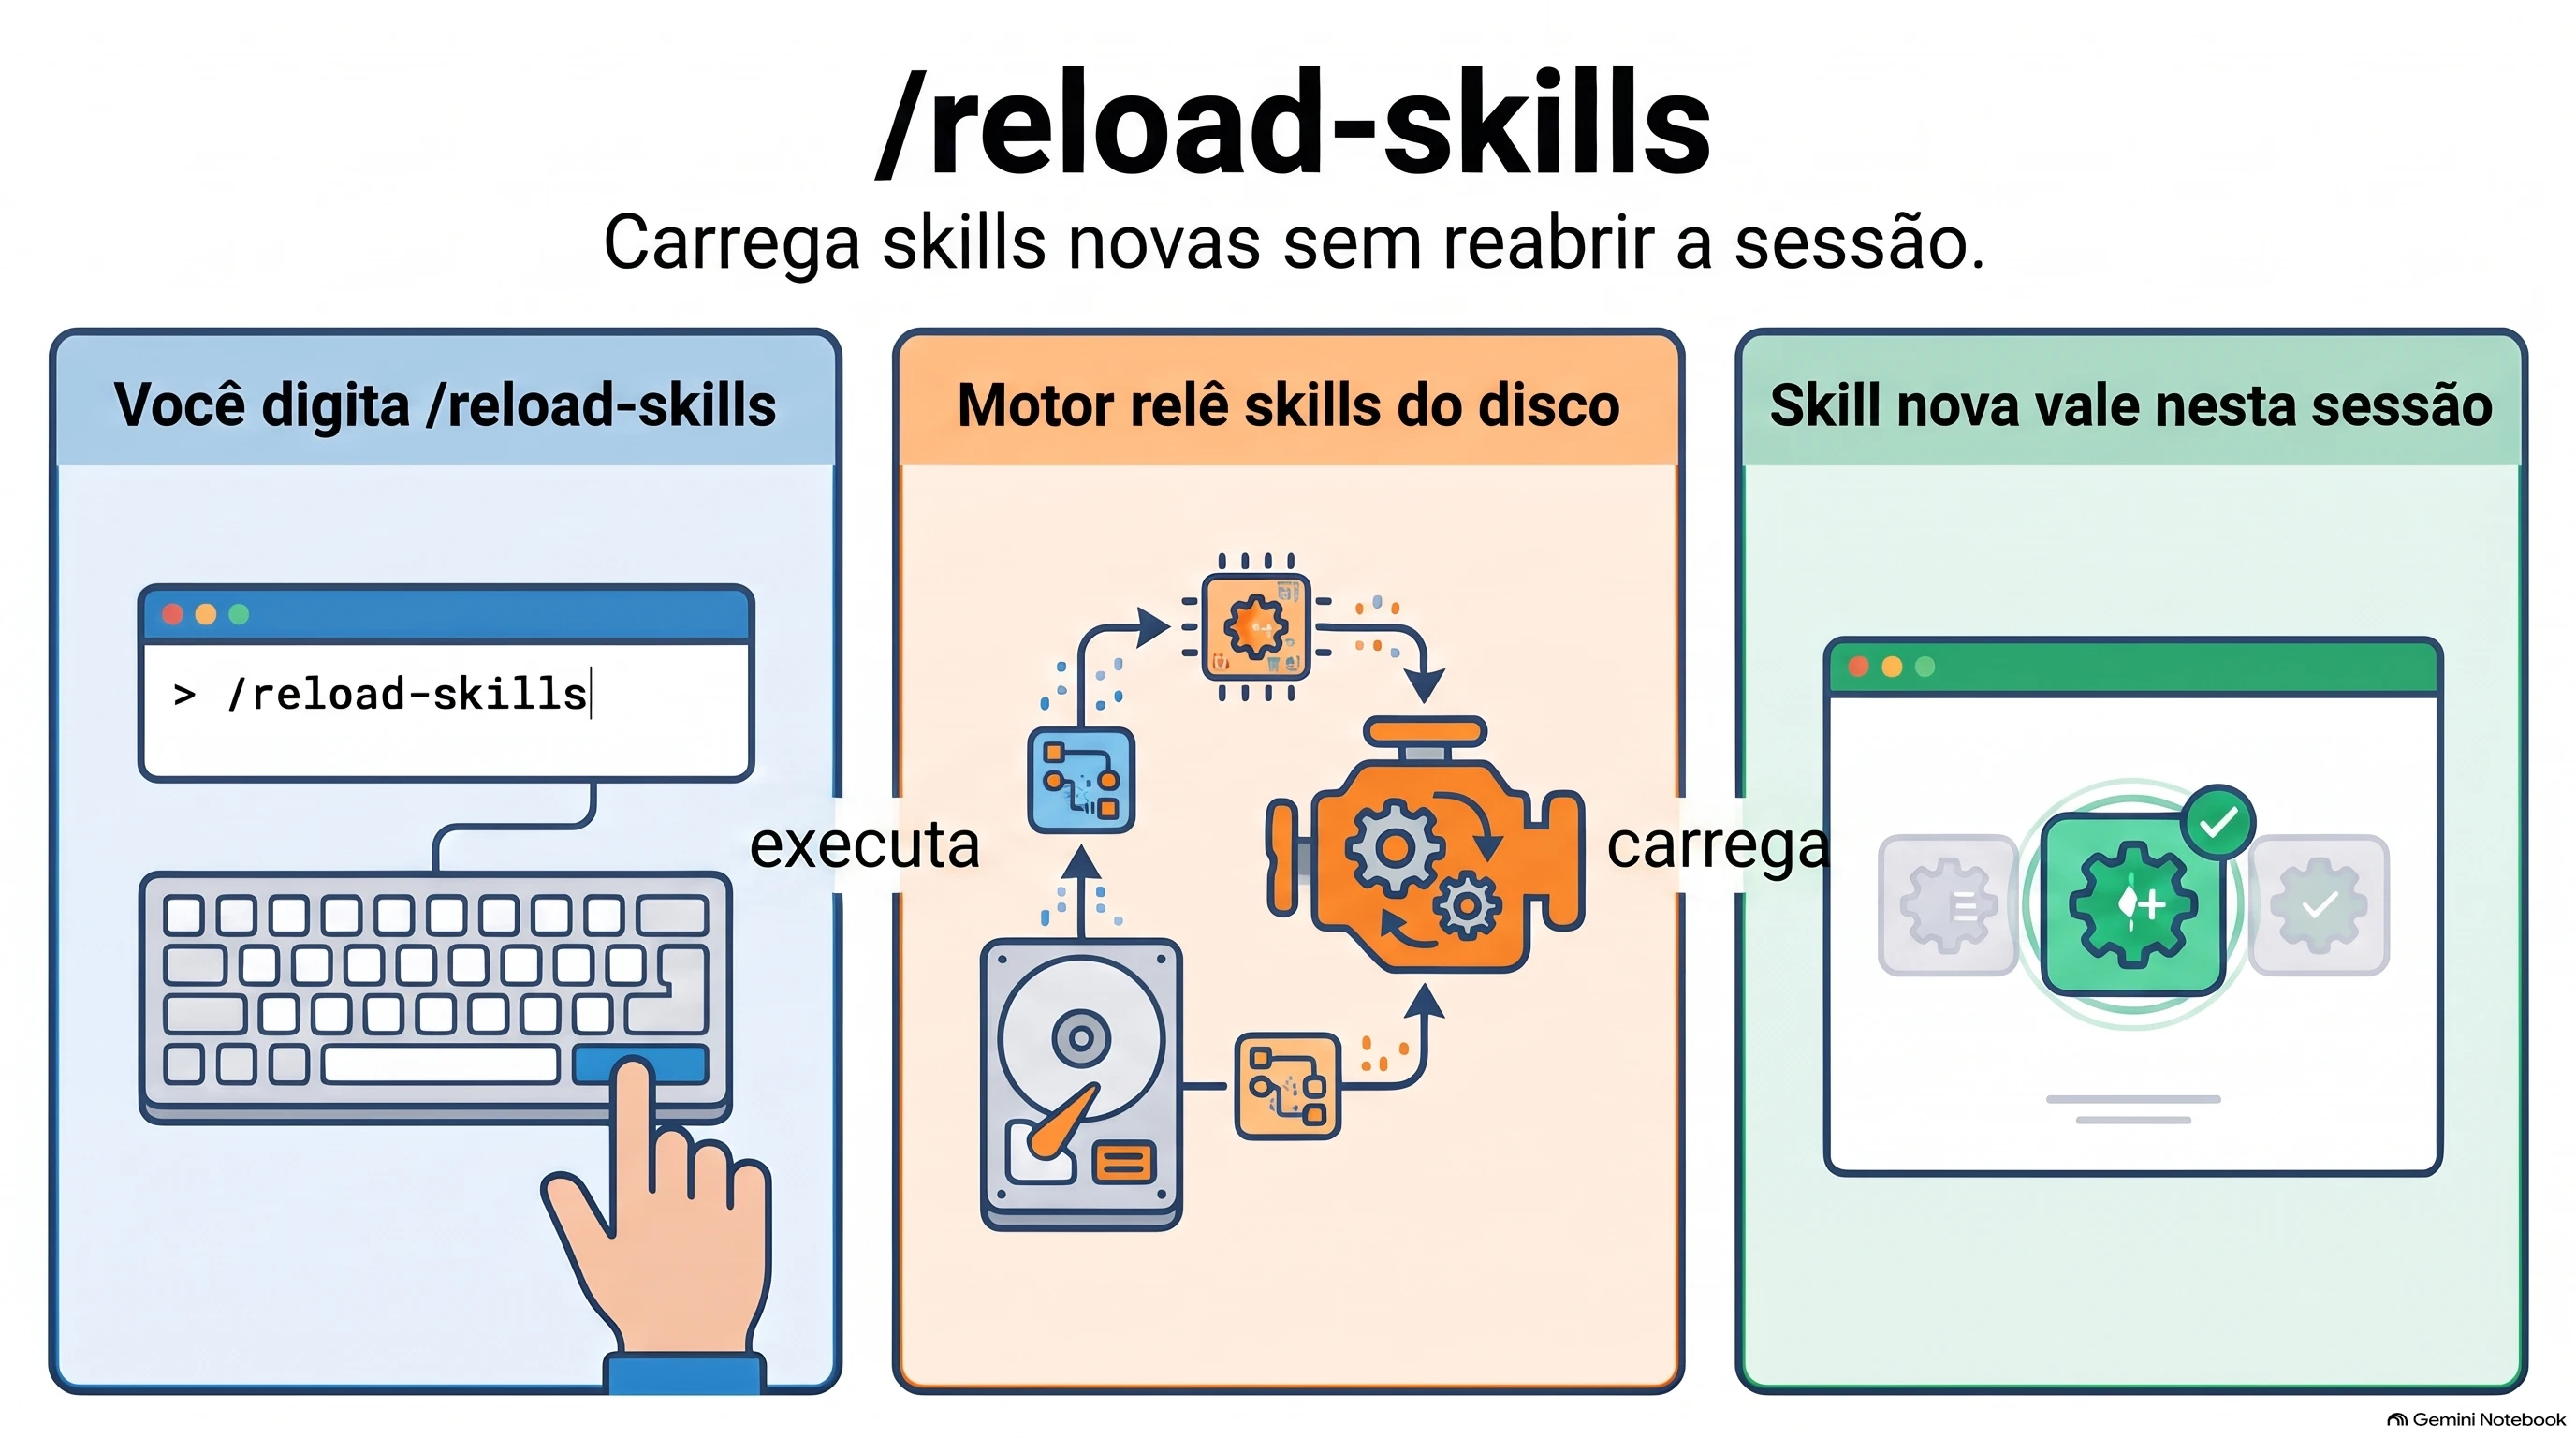 /reload-skills
Carrega skills novas sem reabrir a sessão.
Você digita /reload-skills
> /reload-skills
executa
Motor relê skills do disco
carrega
Skill nova vale nesta sessão
Gemini Notebook